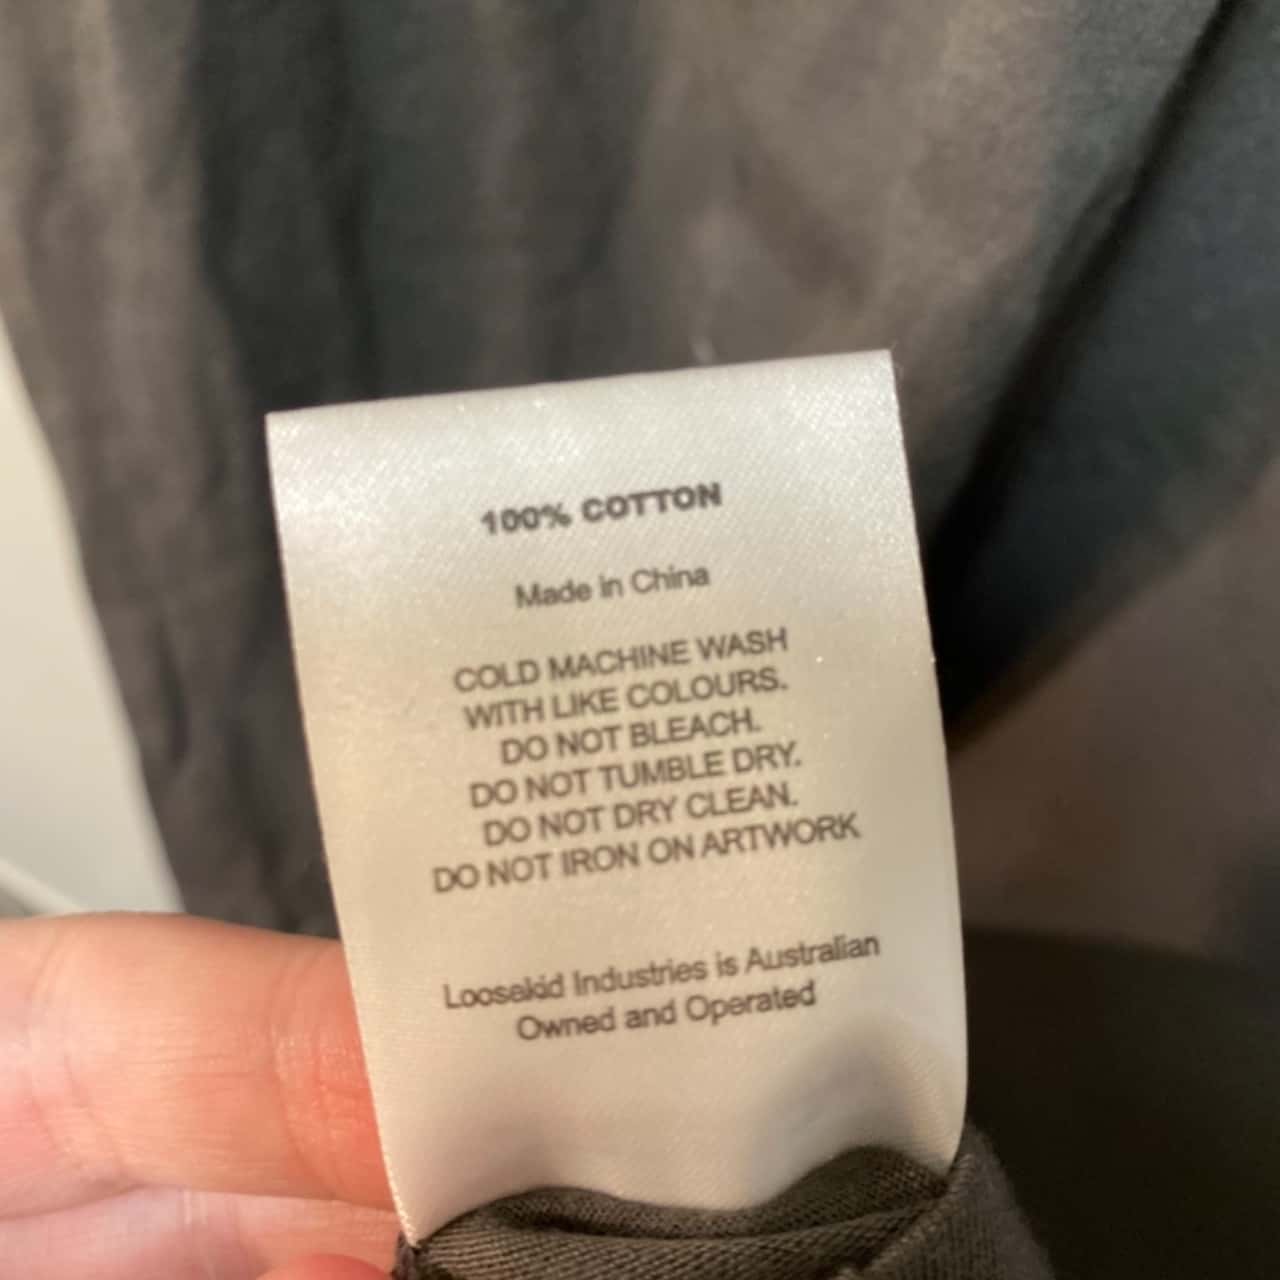 100% COTTON
Made in China
COLD MACHINE WASH
WITH LIKE COLOURS.
DO NOT BLEACH.
DO NOT TUMBLE DRY.
DO NOT DRY CLEAN.
DO NOT IRON ON ARTWORK
Loosekid Industries is Australian
Owned and Operated